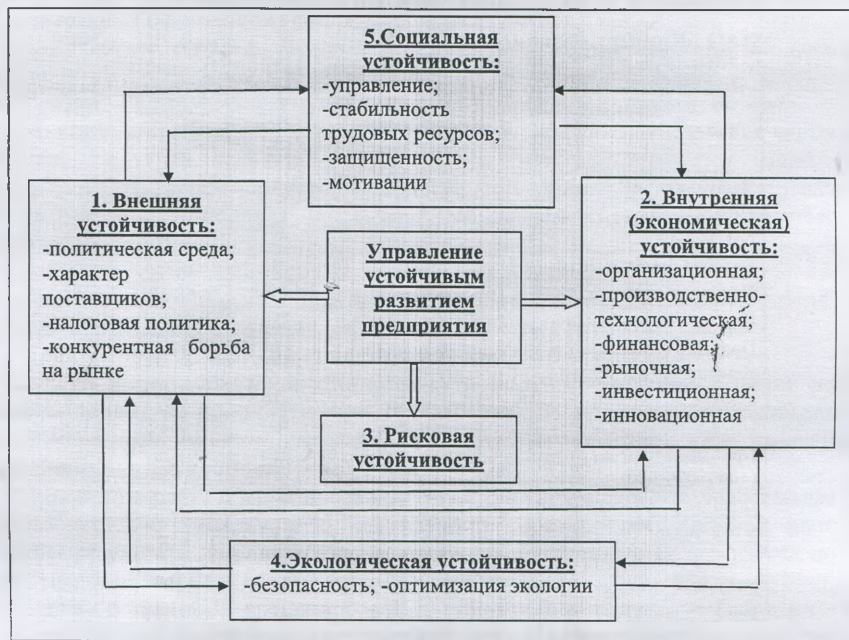 5.Социальная
устойчивость:
-управление;
-стабильность
трудовых ресурсов;
-защищенность;
-мотивации
1. Внешняя
устойчивость:
-политическая среда;
-характер
поставщиков;
-налоговая политика;
-конкурентная борьба
на рынке
Управление
устойчивым
развитием
предприятия
2. Внутренняя
(экономическая)
устойчивость:
-организационная;
-производственно-
технологическая;
-финансовая;
-рыночная;
-инвестиционная;
-инновационная
3. Рисковая
устойчивость
4.Экологическая устойчивость:
-безопасность; -оптимизация экологии